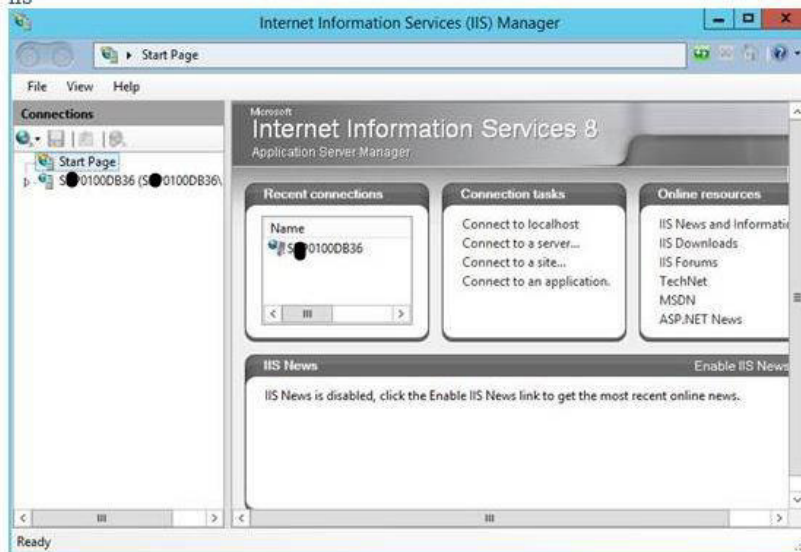 IIS
Internet Information Services (IIS) Manager
Start Page
File View Help
Connections
Start Page
S 0100DB36 (S 0100DB36\
Microsoft
Internet Information Services 8
Application Server Manager
Recent connections
Name
S 0100DB36
Connection tasks
Connect to localhost
Connect to a server...
Connect to a site...
Connect to an application.
Online resources
IIS News and Informatic
IIS Downloads
IIS Forums
TechNet
MSDN
ASP.NET News
IIS News
Enable IIS News
IIS News is disabled, click the Enable IIS News link to get the most recent online news.
Ready